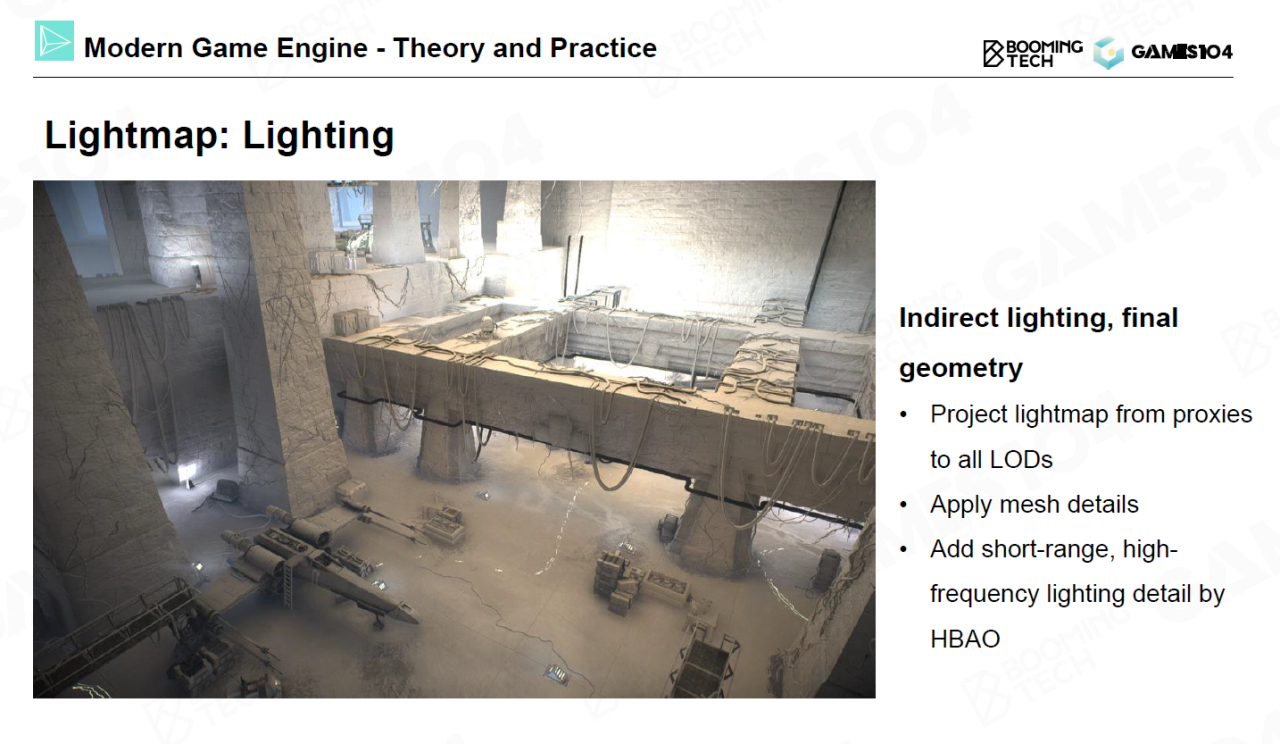 Modern Game Engine - Theory and Practice
BOOMING
TECH
GAMES104
Lightmap: Lighting
Indirect lighting, final
geometry
• Project lightmap from proxies
to all LODs
• Apply mesh details
• Add short-range, high-
frequency lighting detail by
HBAO